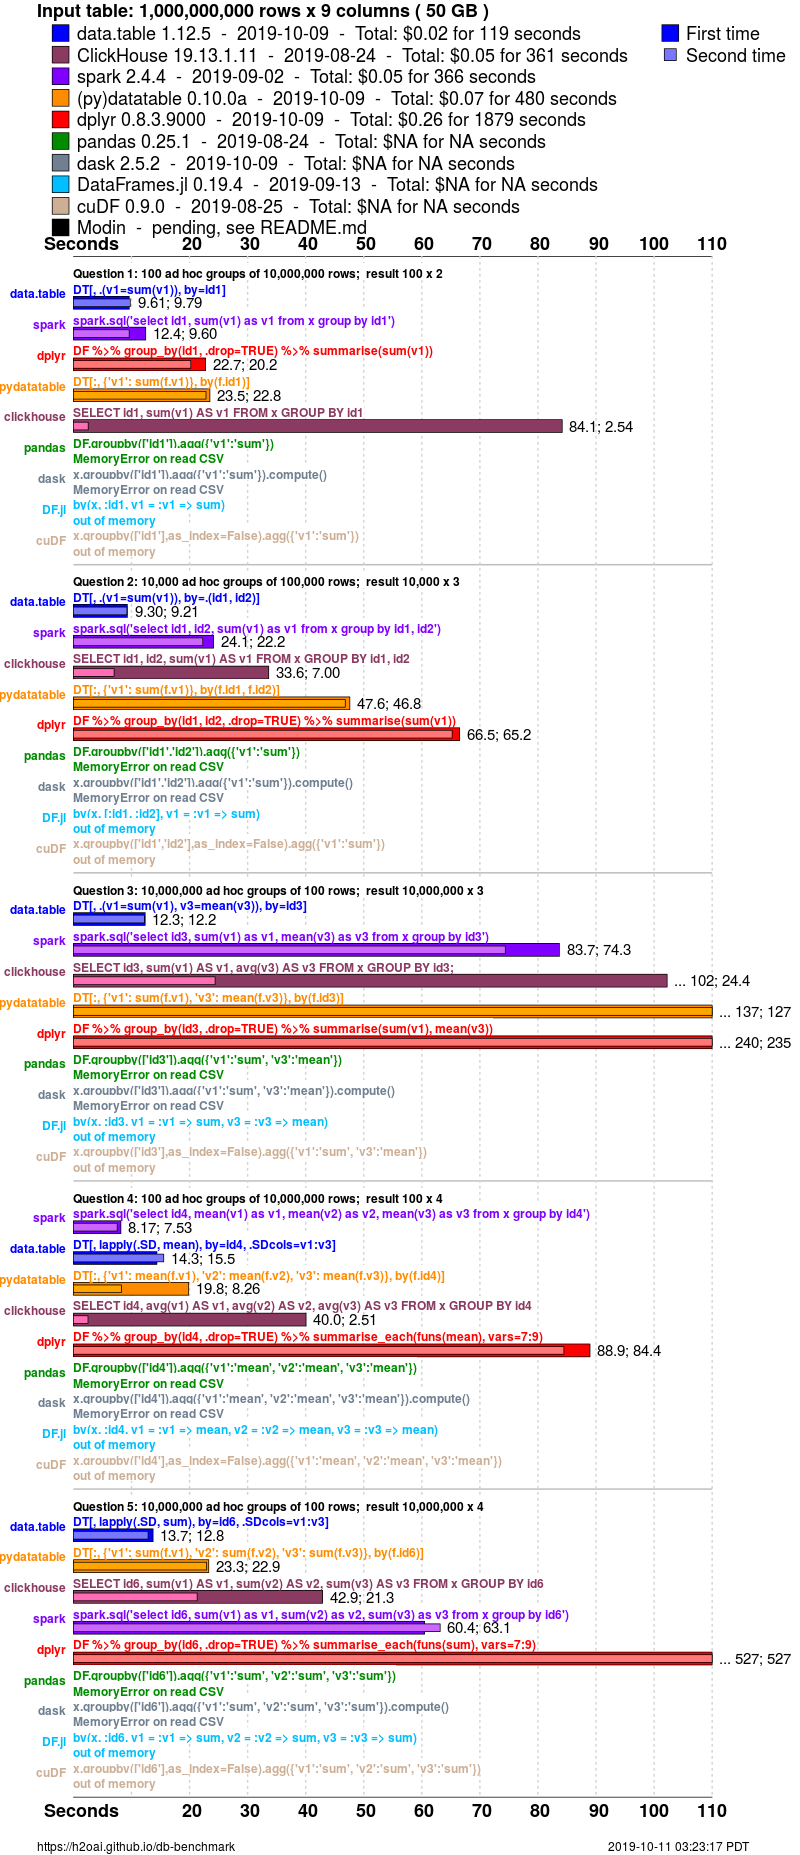 Input table: 1,000,000,000 rows x 9 columns ( 50 GB )
data.table 1.12.5 - 2019-10-09 - Total: $0.02 for 119 seconds
First time
ClickHouse 19.13.1.11 - 2019-08-24 - Total: $0.05 for 361 seconds
Second time
spark 2.4.4 - 2019-09-02 - Total: $0.05 for 366 seconds
(py)datatable 0.10.0a - 2019-10-09 - Total: $0.07 for 480 seconds
dplyr 0.8.3.9000 - 2019-10-09 - Total: $0.26 for 1879 seconds
pandas 0.25.1 - 2019-08-24 - Total: $NA for NA seconds
dask 2.5.2 - 2019-10-09 - Total: $NA for NA seconds
DataFrames.jl 0.19.4 - 2019-09-13 - Total: $NA for NA seconds
cuDF 0.9.0 - 2019-08-25 - Total: $NA for NA seconds
Modin - pending, see README.md
Seconds 20 30 40 50 60 70 80 90 100 110
Question 1: 100 ad hoc groups of 10,000,000 rows; result 100 x 2
data.table DT[, .(v1=sum(v1)), by=id1]
9.61; 9.79
spark spark.sql('select id1, sum(v1) as v1 from x group by id1')
12.4; 9.60
dplyr DF %>% group_by(id1, .drop=TRUE) %>% summarise(sum(v1))
22.7; 20.2
pydatatable DT[:, {'v1': sum(f.v1)}, by(f.id1)]
23.5; 22.8
clickhouse SELECT id1, sum(v1) AS v1 FROM x GROUP BY id1
84.1; 2.54
pandas DF.groupby(['id1']).agg({'v1':'sum'})
MemoryError on read CSV
dask x.groupby(['id1']).agg({'v1':'sum'}).compute()
MemoryError on read CSV
DF.jl by(x, :id1, v1 = :v1 => sum)
out of memory
cuDF x.groupby(['id1'],as_index=False).agg({'v1':'sum'})
out of memory
Question 2: 10,000 ad hoc groups of 100,000 rows; result 10,000 x 3
data.table DT[, .(v1=sum(v1)), by=.(id1, id2)]
9.30; 9.21
spark spark.sql('select id1, id2, sum(v1) as v1 from x group by id1, id2')
24.1; 22.2
clickhouse SELECT id1, id2, sum(v1) AS v1 FROM x GROUP BY id1, id2
33.6; 7.00
pydatatable DT[:, {'v1': sum(f.v1)}, by(f.id1, f.id2)]
47.6; 46.8
dplyr DF %>% group_by(id1, id2, .drop=TRUE) %>% summarise(sum(v1))
66.5; 65.2
pandas DF.groupby(['id1','id2']).agg({'v1':'sum'})
MemoryError on read CSV
dask x.groupby(['id1','id2']).agg({'v1':'sum'}).compute()
MemoryError on read CSV
DF.jl by(x, [:id1, :id2], v1 = :v1 => sum)
out of memory
cuDF x.groupby(['id1','id2'],as_index=False).agg({'v1':'sum'})
out of memory
Question 3: 10,000,000 ad hoc groups of 100 rows; result 10,000,000 x 3
data.table DT[, .(v1=sum(v1), v3=mean(v3)), by=id3]
12.3; 12.2
spark spark.sql('select id3, sum(v1) as v1, mean(v3) as v3 from x group by id3')
83.7; 74.3
clickhouse SELECT id3, sum(v1) AS v1, avg(v3) AS v3 FROM x GROUP BY id3;
... 102; 24.4
pydatatable DT[:, {'v1': sum(f.v1), 'v3': mean(f.v3)}, by(f.id3)]
... 137; 127
dplyr DF %>% group_by(id3, .drop=TRUE) %>% summarise(sum(v1), mean(v3))
... 240; 235
pandas DF.groupby(['id3']).agg({'v1':'sum', 'v3':'mean'})
MemoryError on read CSV
dask x.groupby(['id3']).agg({'v1':'sum', 'v3':'mean'}).compute()
MemoryError on read CSV
DF.jl by(x, :id3, v1 = :v1 => sum, v3 = :v3 => mean)
out of memory
cuDF x.groupby(['id3'],as_index=False).agg({'v1':'sum', 'v3':'mean'})
out of memory
Question 4: 100 ad hoc groups of 10,000,000 rows; result 100 x 4
spark spark.sql('select id4, mean(v1) as v1, mean(v2) as v2, mean(v3) as v3 from x group by id4')
8.17; 7.53
data.table DT[, lapply(.SD, mean), by=id4, .SDcols=v1:v3]
14.3; 15.5
pydatatable DT[:, {'v1': mean(f.v1), 'v2': mean(f.v2), 'v3': mean(f.v3)}, by(f.id4)]
19.8; 8.26
clickhouse SELECT id4, avg(v1) AS v1, avg(v2) AS v2, avg(v3) AS v3 FROM x GROUP BY id4
40.0; 2.51
dplyr DF %>% group_by(id4, .drop=TRUE) %>% summarise_each(funs(mean), vars=7:9)
88.9; 84.4
pandas DF.groupby(['id4']).agg({'v1':'mean', 'v2':'mean', 'v3':'mean'})
MemoryError on read CSV
dask x.groupby(['id4']).agg({'v1':'mean', 'v2':'mean', 'v3':'mean'}).compute()
MemoryError on read CSV
DF.jl by(x, :id4, v1 = :v1 => mean, v2 = :v2 => mean, v3 = :v3 => mean)
out of memory
cuDF x.groupby(['id4'],as_index=False).agg({'v1':'mean', 'v2':'mean', 'v3':'mean'})
out of memory
Question 5: 10,000,000 ad hoc groups of 100 rows; result 10,000,000 x 4
data.table DT[, lapply(.SD, sum), by=id6, .SDcols=v1:v3]
13.7; 12.8
pydatatable DT[:, {'v1': sum(f.v1), 'v2': sum(f.v2), 'v3': sum(f.v3)}, by(f.id6)]
23.3; 22.9
clickhouse SELECT id6, sum(v1) AS v1, sum(v2) AS v2, sum(v3) AS v3 FROM x GROUP BY id6
42.9; 21.3
spark spark.sql('select id6, sum(v1) as v1, sum(v2) as v2, sum(v3) as v3 from x group by id6')
60.4; 63.1
dplyr DF %>% group_by(id6, .drop=TRUE) %>% summarise_each(funs(sum), vars=7:9)
... 527; 527
pandas DF.groupby(['id6']).agg({'v1':'sum', 'v2':'sum', 'v3':'sum'})
MemoryError on read CSV
dask x.groupby(['id6']).agg({'v1':'sum', 'v2':'sum', 'v3':'sum'}).compute()
MemoryError on read CSV
DF.jl by(x, :id6, v1 = :v1 => sum, v2 = :v2 => sum, v3 = :v3 => sum)
out of memory
cuDF x.groupby(['id6'],as_index=False).agg({'v1':'sum', 'v2':'sum', 'v3':'sum'})
out of memory
Seconds 20 30 40 50 60 70 80 90 100 110
https://h2oai.github.io/db-benchmark
2019-10-11 03:23:17 PDT